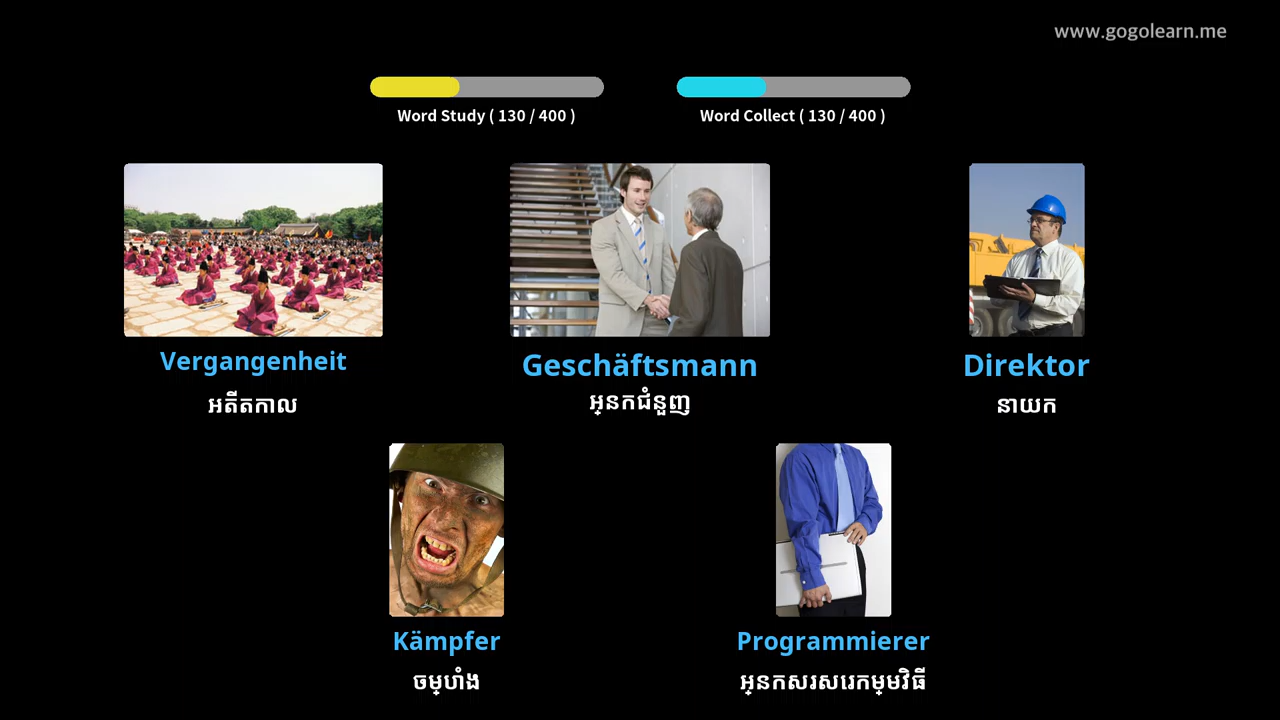 www.gogolearn.me
Word Study ( 130 / 400 )
Word Collect ( 130 / 400 )
Vergangenheit
អតីតកាល
Geschäftsmann
អ្នកជំនួញ
Direktor
នាយក
Kämpfer
ចម្បាំង
Programmierer
អ្នកសរសេរកម្មវិធី